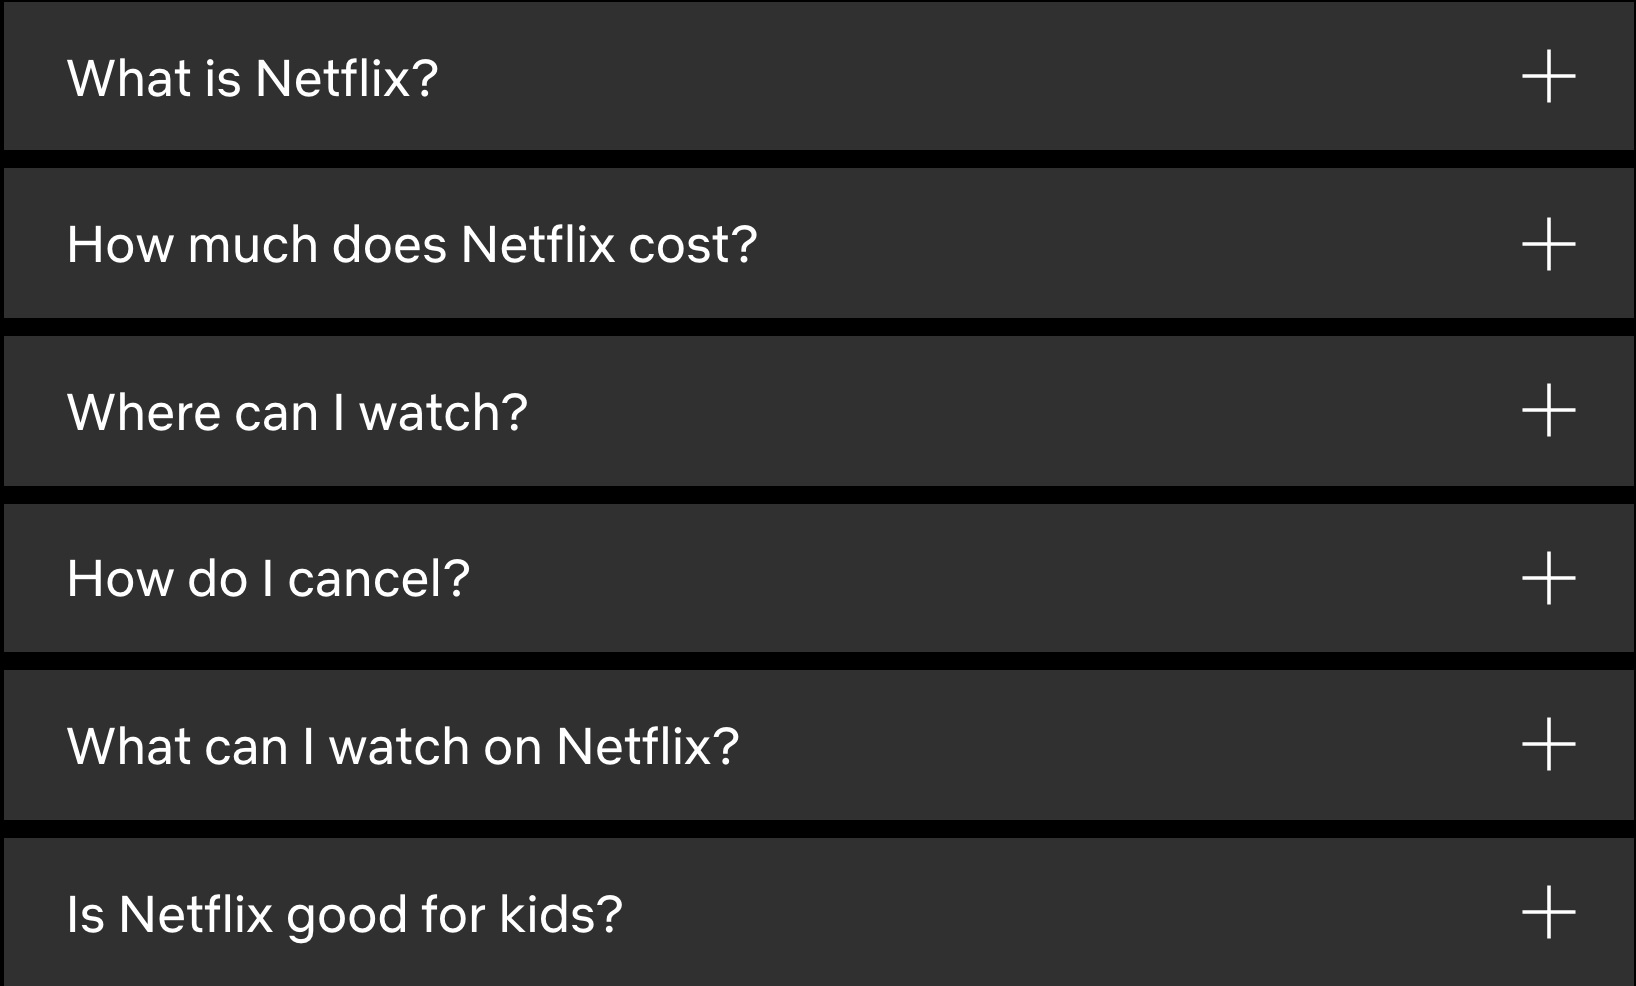 What is Netflix?
How much does Netflix cost?
Where can I watch?
How do I cancel?
What can I watch on Netflix?
Is Netflix good for kids?